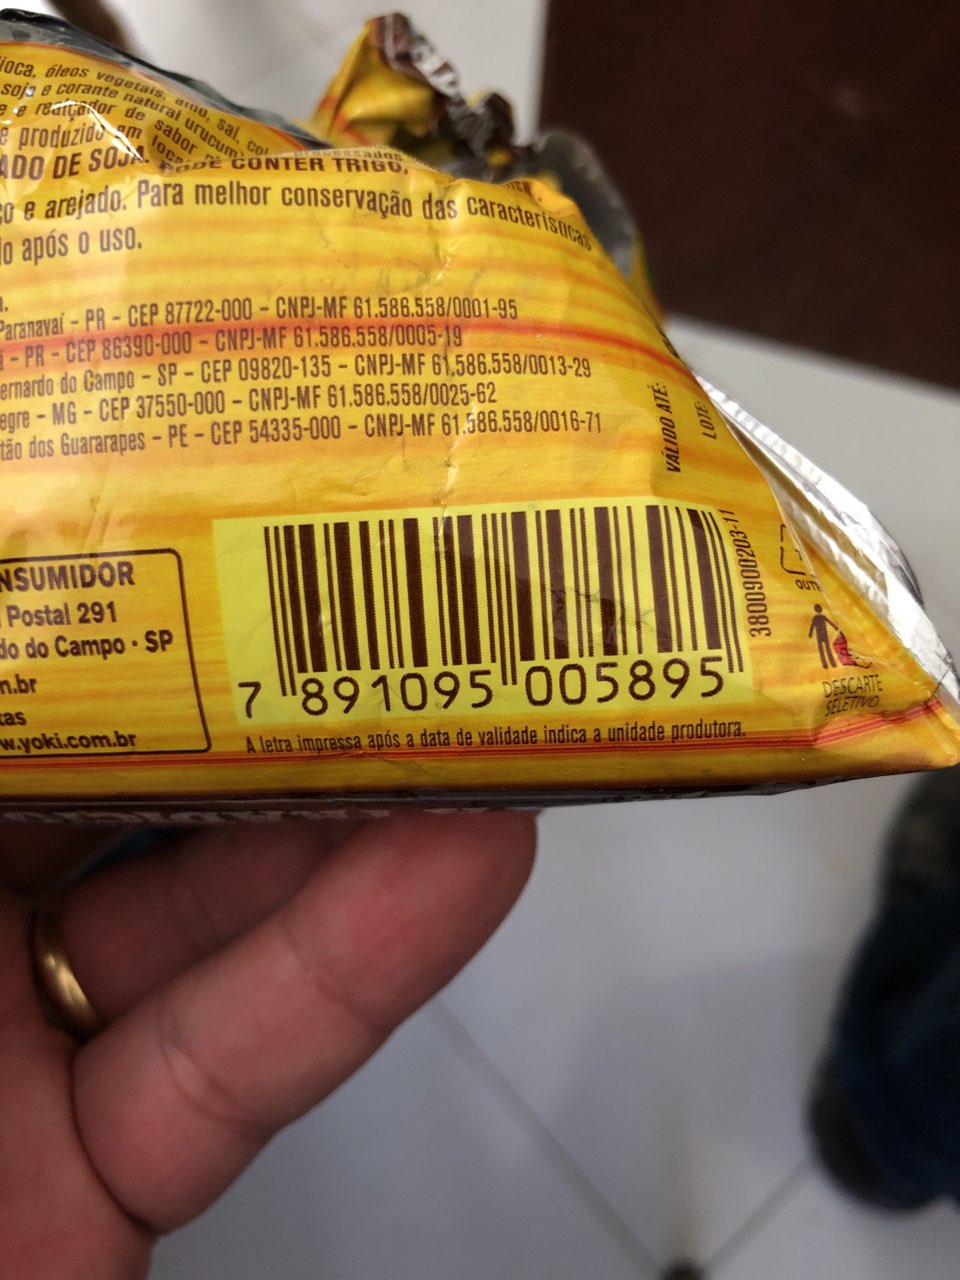 ioca, óleos vegetais, alho, sal,
soja e corante natural urucum,
e realçador de sabor
e produzido em
ADO DE SOJA. PODE CONTER TRIGO,
co e arejado. Para melhor conservação das características
lo após o uso.
Paranavaí - PR - CEP 87722-000 - CNPJ-MF 61.586.558/0001-95
- PR - CEP 86390-000 - CNPJ-MF 61.586.558/0005-19
ernardo do Campo - SP - CEP 09820-135 - CNPJ-MF 61.586.558/0013-29
egre - MG - CEP 37550-000 - CNPJ-MF 61.586.558/0025-62
tão dos Guararapes - PE - CEP 54335-000 - CNPJ-MF 61.586.558/0016-71
VÁLIDO ATÉ:
LOTE:
NSUMIDOR
Postal 291
do do Campo · SP
m.br
tas
w.yoki.com.br
7 891095 005895
3800900203-11
DESCARTE
SELETIVO
A letra impressa após a data de validade indica a unidade produtora.